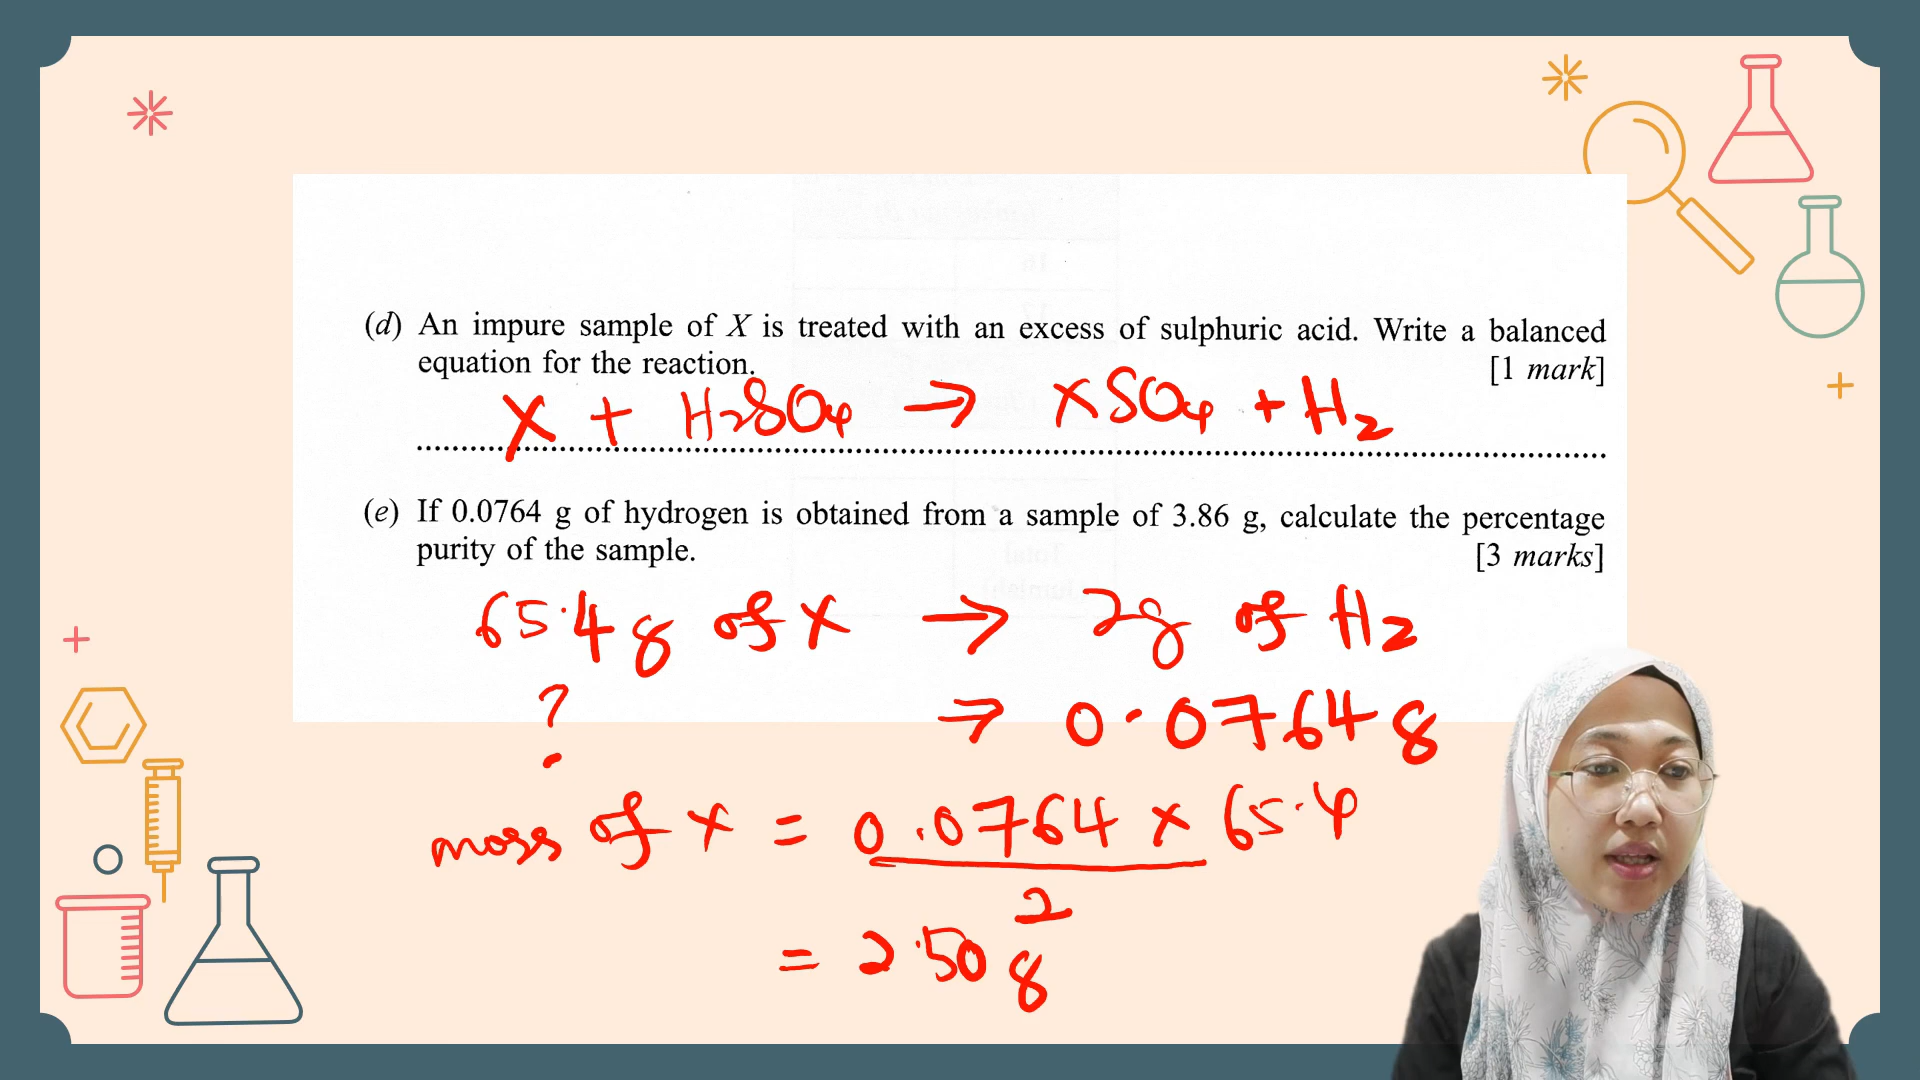 (d) An impure sample of X is treated with an excess of sulphuric acid. Write a balanced
equation for the reaction. [1 mark]
X + H₂SO₄ → XSO₄ + H₂
(e) If 0.0764 g of hydrogen is obtained from a sample of 3.86 g, calculate the percentage
purity of the sample. [3 marks]
65.4 g of X → 2g of H₂
? → 0.0764 g
mass of X = 0.0764 × 65.4
2
= 2.50 g